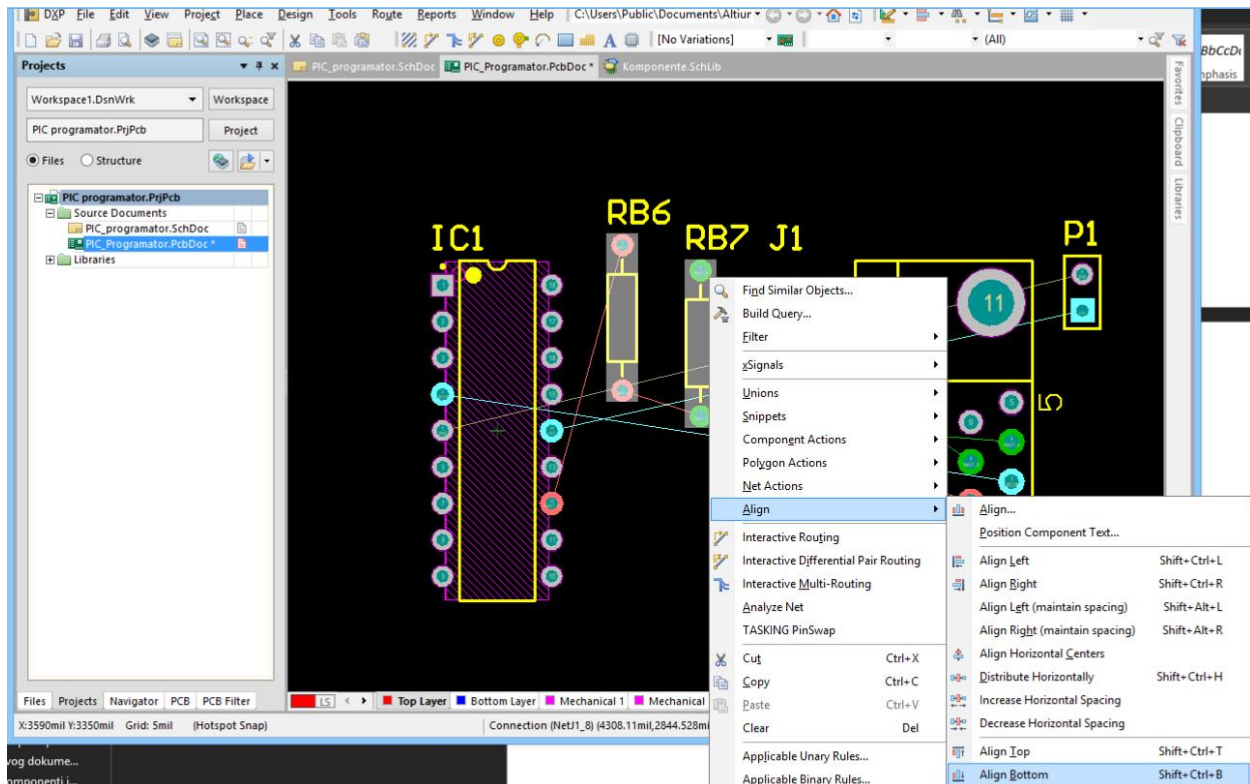 DXP File Edit View Project Place Design Tools Route Reports Window Help C:\Users\Public\Documents\Altiur
[No Variations] (All)
Projects
PIC_programator.SchDoc PIC_Programator.PcbDoc * Komponente.SchLib
Workspace1.DsnWrk Workspace
PIC programator.PrjPcb Project
Files Structure
PIC programator.PrjPcb
Source Documents
PIC_programator.SchDoc
PIC_Programator.PcbDoc *
Libraries
Favorites
Clipboard
Libraries
BbCcD
phasis
IC1
RB6
RB7
J1
P1
11
Find Similar Objects...
Build Query...
Filter
xSignals
Unions
Snippets
Component Actions
Polygon Actions
Net Actions
Align
Interactive Routing
Interactive Differential Pair Routing
Interactive Multi-Routing
Analyze Net
TASKING PinSwap
Cut Ctrl+X
Copy Ctrl+C
Paste Ctrl+V
Clear Del
Applicable Unary Rules...
Applicable Binary Rules...
Align...
Position Component Text...
Align Left Shift+Ctrl+L
Align Right Shift+Ctrl+R
Align Left (maintain spacing) Shift+Alt+L
Align Right (maintain spacing) Shift+Alt+R
Align Horizontal Centers
Distribute Horizontally Shift+Ctrl+H
Increase Horizontal Spacing
Decrease Horizontal Spacing
Align Top Shift+Ctrl+T
Align Bottom Shift+Ctrl+B
Files Projects Navigator PCB PCB Filter
LS Top Layer Bottom Layer Mechanical 1 Mechanical
X:3590mil Y:3350mil Grid: 5mil (Hotspot Snap) Connection (NetJ1_8) (4308.11mil,2844.528mi
vog dokume...
omponenti i...